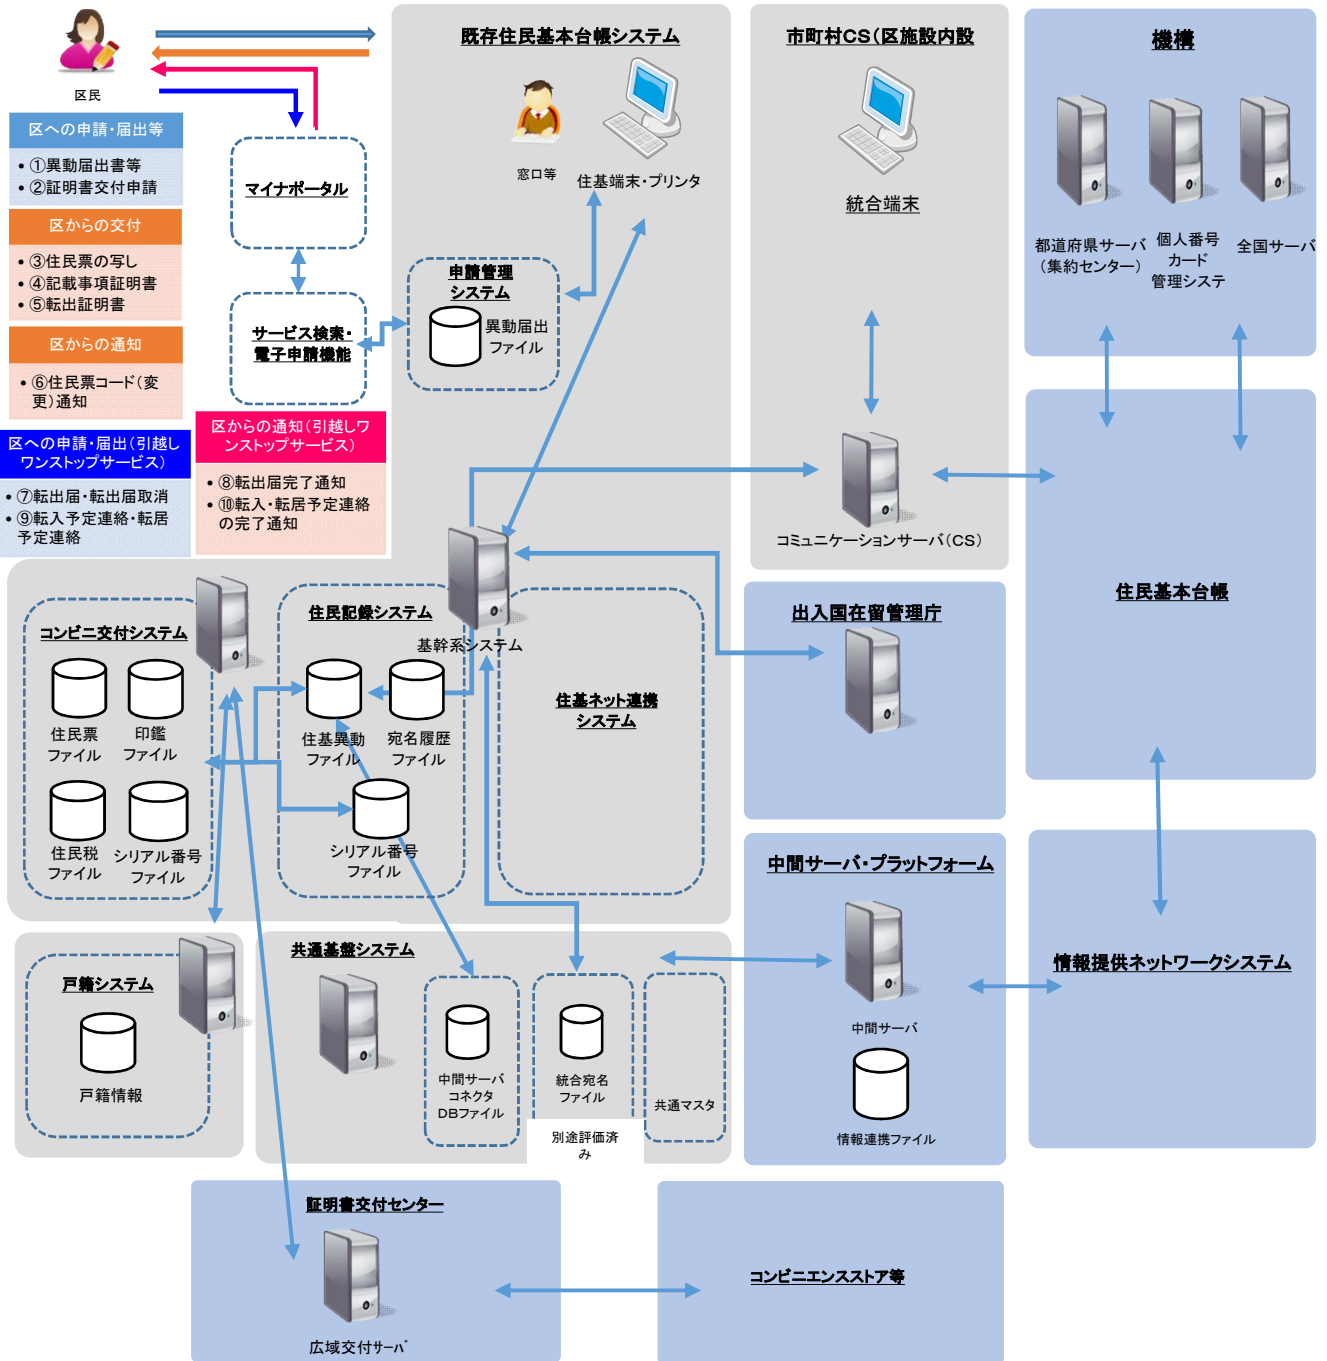 区民
区への申請・届出等
• ①異動届出書等
• ②証明書交付申請
区からの交付
• ③住民票の写し
• ④記載事項証明書
• ⑤転出証明書
区からの通知
• ⑥住民票コード（変
更）通知
区への申請・届出（引越し
ワンストップサービス）
• ⑦転出届・転出届取消
• ⑨転入予定連絡・転居
予定連絡
区からの通知（引越しワ
ンストップサービス）
• ⑧転出届完了通知
• ⑩転入・転居予定連絡
の完了通知
マイナポータル
サービス検索・
電子申請機能
既存住民基本台帳システム
窓口等
住基端末・プリンタ
申請管理
システム
異動届出
ファイル
市町村CS（区施設内設
統合端末
コミュニケーションサーバ（CS）
機構
都道府県サーバ
（集約センター）
個人番号
カード
管理システ
全国サーバ
住民基本台帳
コンビニ交付システム
住民票
ファイル
印鑑
ファイル
住民税
ファイル
シリアル番号
ファイル
住民記録システム
住基異動
ファイル
宛名履歴
ファイル
シリアル番号
ファイル
基幹系システム
住基ネット連携
システム
出入国在留管理庁
中間サーバ・プラットフォーム
中間サーバ
情報連携ファイル
情報提供ネットワークシステム
戸籍システム
戸籍情報
共通基盤システム
中間サーバ
コネクタ
DBファイル
統合宛名
ファイル
別途評価済
み
共通マスタ
証明書交付センター
広域交付サーバ
コンビニエンスストア等